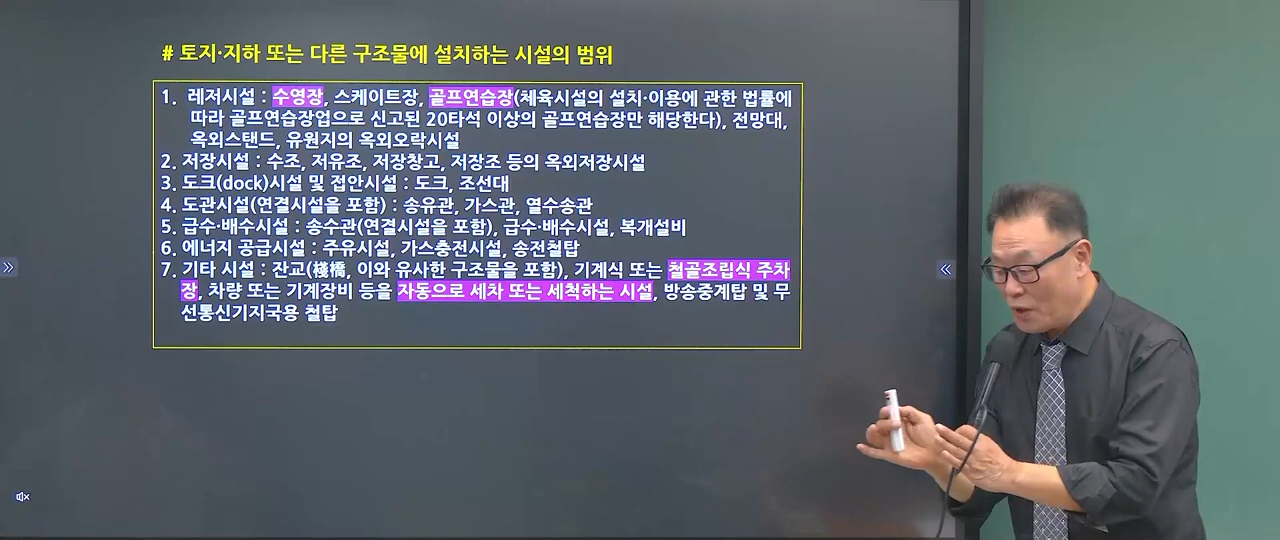 # 토지·지하 또는 다른 구조물에 설치하는 시설의 범위
1. 레저시설 : 수영장, 스케이트장, 골프연습장(체육시설의 설치·이용에 관한 법률에
따라 골프연습장업으로 신고된 20타석 이상의 골프연습장만 해당한다), 전망대,
옥외스탠드, 유원지의 옥외오락시설
2. 저장시설 : 수조, 저유조, 저장창고, 저장조 등의 옥외저장시설
3. 도크(dock)시설 및 접안시설 : 도크, 조선대
4. 도관시설(연결시설을 포함) : 송유관, 가스관, 열수송관
5. 급수·배수시설 : 송수관(연결시설을 포함), 급수·배수시설, 복개설비
6. 에너지 공급시설 : 주유시설, 가스충전시설, 송전철탑
7. 기타 시설 : 잔교(棧橋, 이와 유사한 구조물을 포함), 기계식 또는 철골조립식 주차
장, 차량 또는 기계장비 등을 자동으로 세차 또는 세척하는 시설, 방송중계탑 및 무
선통신기지국용 철탑